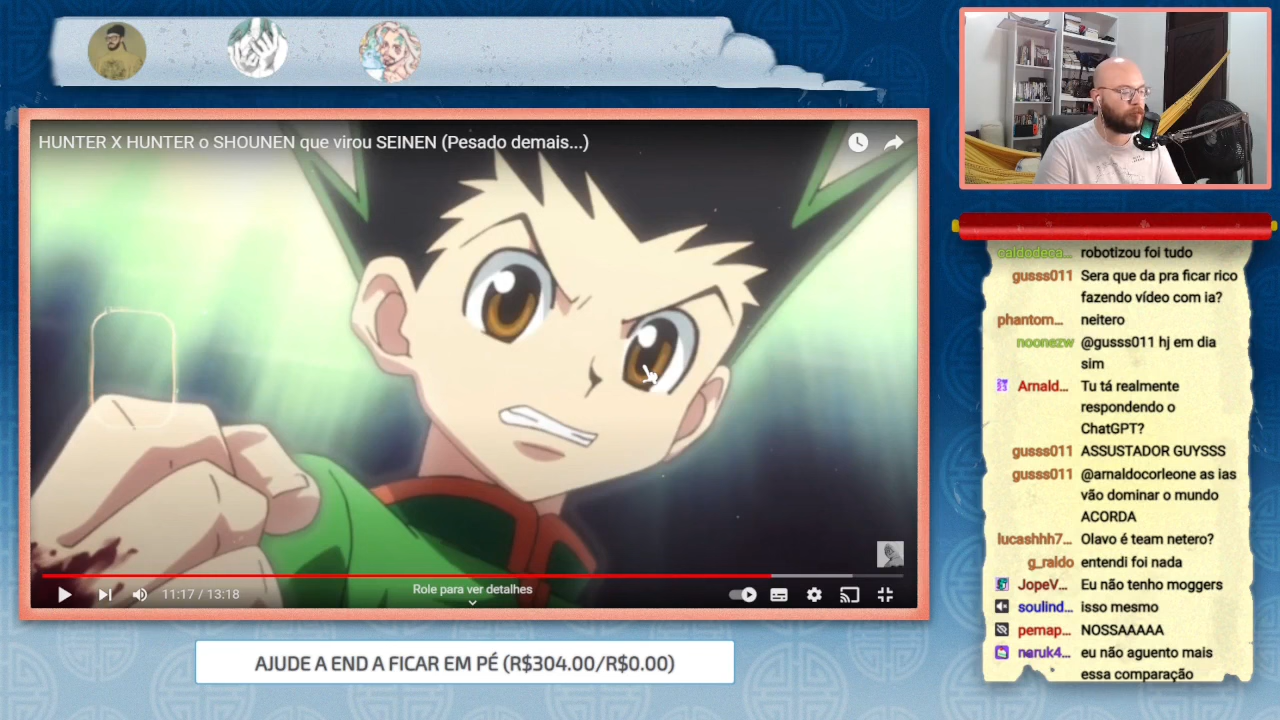 HUNTER X HUNTER o SHOUNEN que virou SEINEN (Pesado demais...)
11:17 / 13:18
Role para ver detalhes
AJUDE A END A FICAR EM PÉ (R$304.00/R$0.00)
robotizou foi tudo
gusss011 Sera que da pra ficar rico
fazendo vídeo com ia?
phantom... neitero
noonezw @gusss011 hj em dia
sim
Arnald... Tu tá realmente
respondendo o
ChatGPT?
gusss011 ASSUSTADOR GUYSSS
gusss011 @arnaldocorleone as ias
vão dominar o mundo
ACORDA
lucashhh7... Olavo é team netero?
g_raldo entendi foi nada
JopeV... Eu não tenho moggers
soulind... isso mesmo
pemap... NOSSAAAAA
naruk4... eu não aguento mais
essa comparação